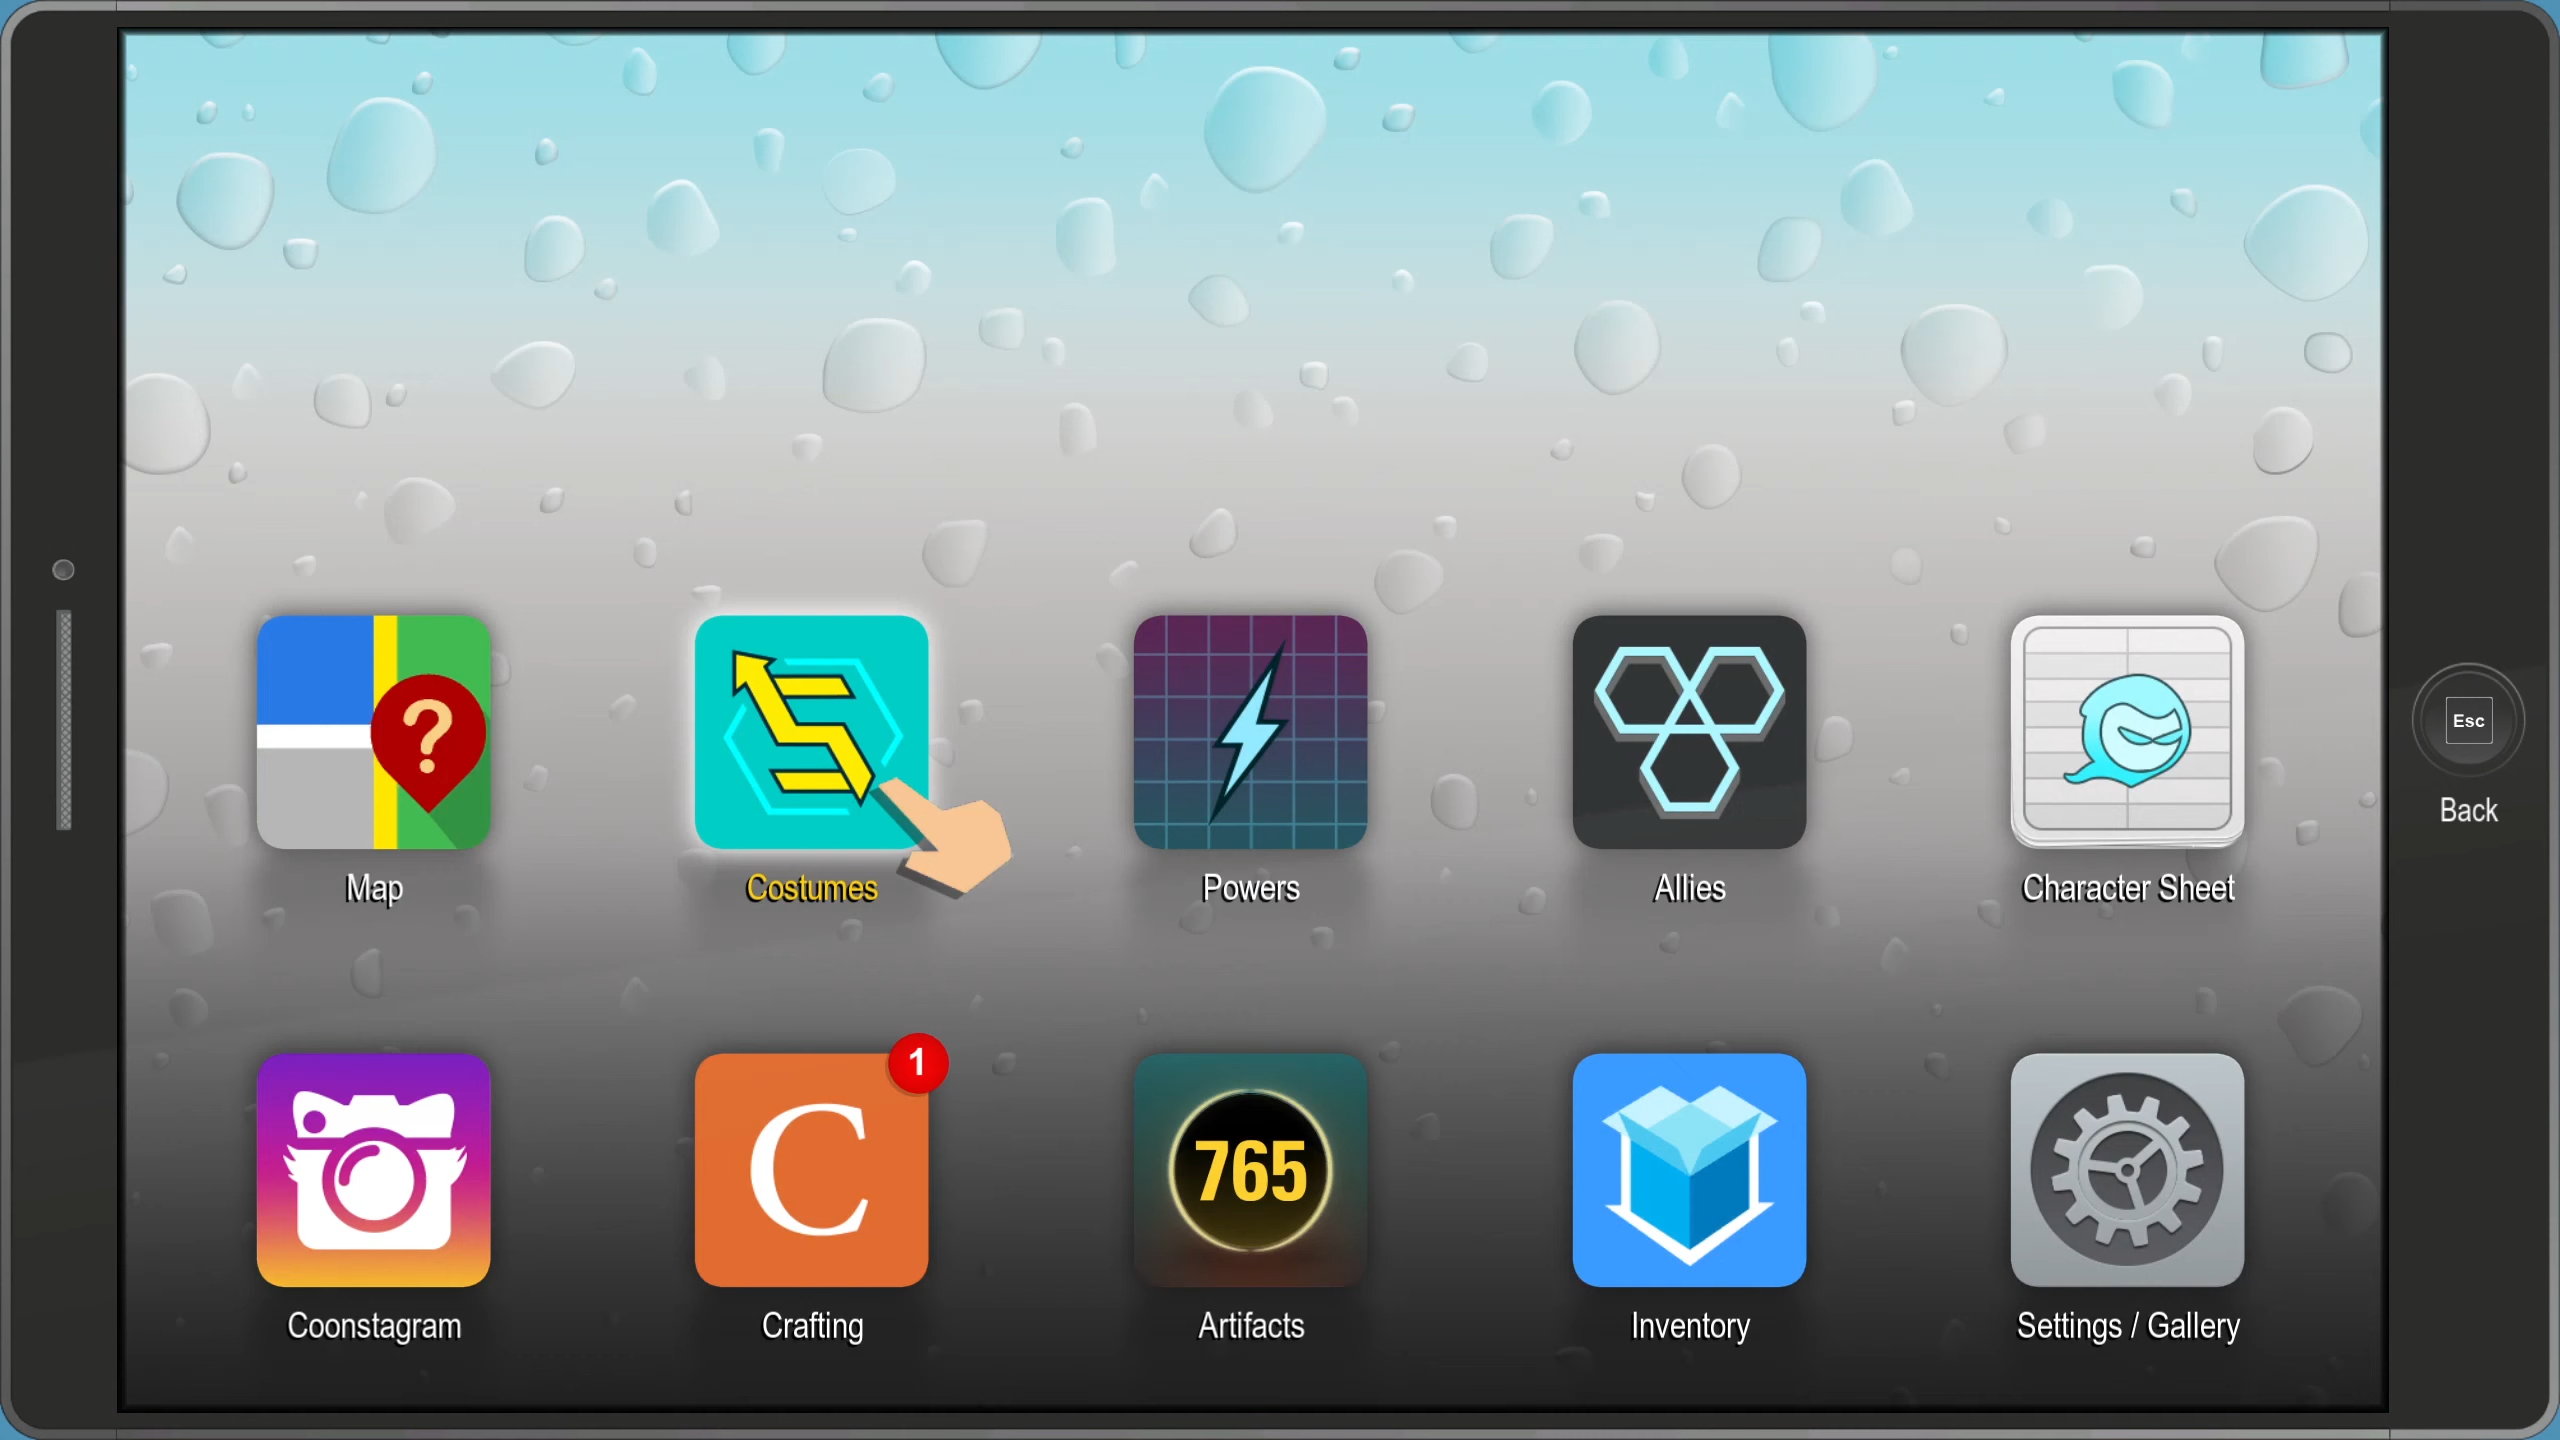 ?
Map
Costumes
Powers
Allies
Character Sheet
Esc
Back
Coonstagram
C
1
Crafting
765
Artifacts
Inventory
Settings / Gallery